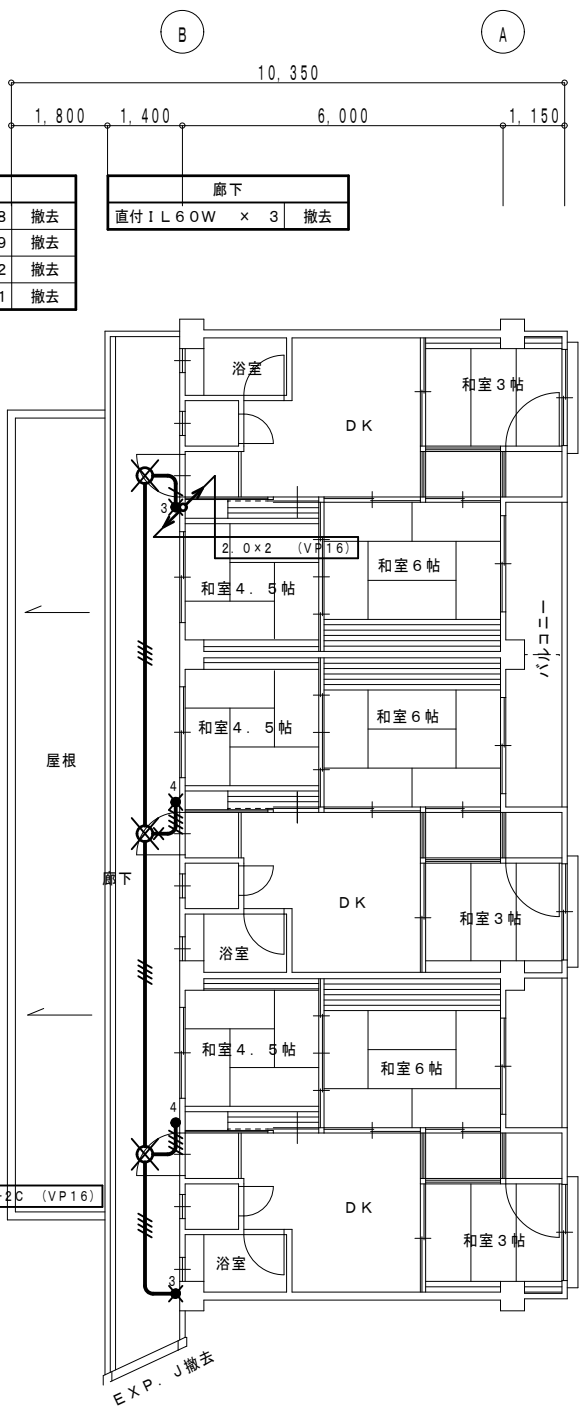 B
A
10,350
1,800
1,400
6,000
1,150
8 撤去
9 撤去
2 撤去
1 撤去
廊下
直付IL60W × 3 撤去
浴室
DK
和室3帖
3
2.0×2 (VP16)
和室4.5帖
和室6帖
バルコニー
和室4.5帖
和室6帖
屋根
4
廊下
DK
和室3帖
浴室
和室4.5帖
和室6帖
4
2C (VP16)
DK
和室3帖
浴室
3
EXP.J撤去